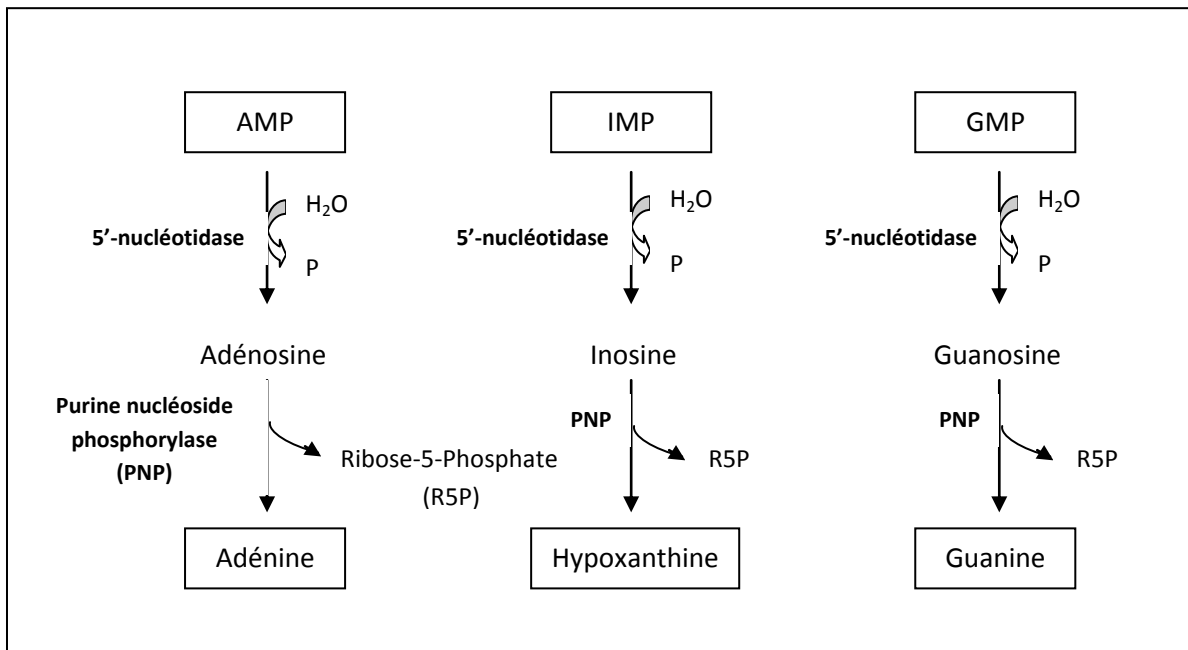 AMP
IMP
GMP
H₂O
H₂O
H₂O
5’-nucléotidase
5’-nucléotidase
5’-nucléotidase
P
P
P
Adénosine
Inosine
Guanosine
Purine nucléoside
phosphorylase
(PNP)
PNP
PNP
Ribose-5-Phosphate
(R5P)
R5P
R5P
Adénine
Hypoxanthine
Guanine